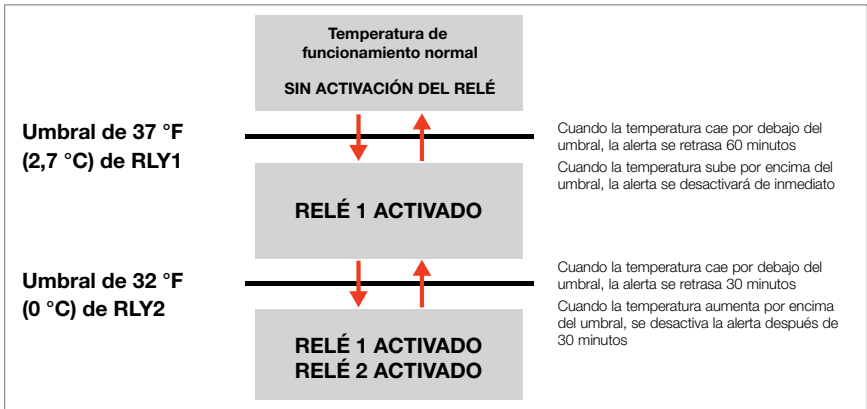 Temperatura de
funcionamiento normal
SIN ACTIVACIÓN DEL RELÉ
Umbral de 37 °F
(2,7 °C) de RLY1
Cuando la temperatura cae por debajo del
umbral, la alerta se retrasa 60 minutos
Cuando la temperatura sube por encima del
umbral, la alerta se desactivará de inmediato
RELÉ 1 ACTIVADO
Umbral de 32 °F
(0 °C) de RLY2
Cuando la temperatura cae por debajo del
umbral, la alerta se retrasa 30 minutos
Cuando la temperatura aumenta por encima
del umbral, se desactiva la alerta después de
30 minutos
RELÉ 1 ACTIVADO
RELÉ 2 ACTIVADO